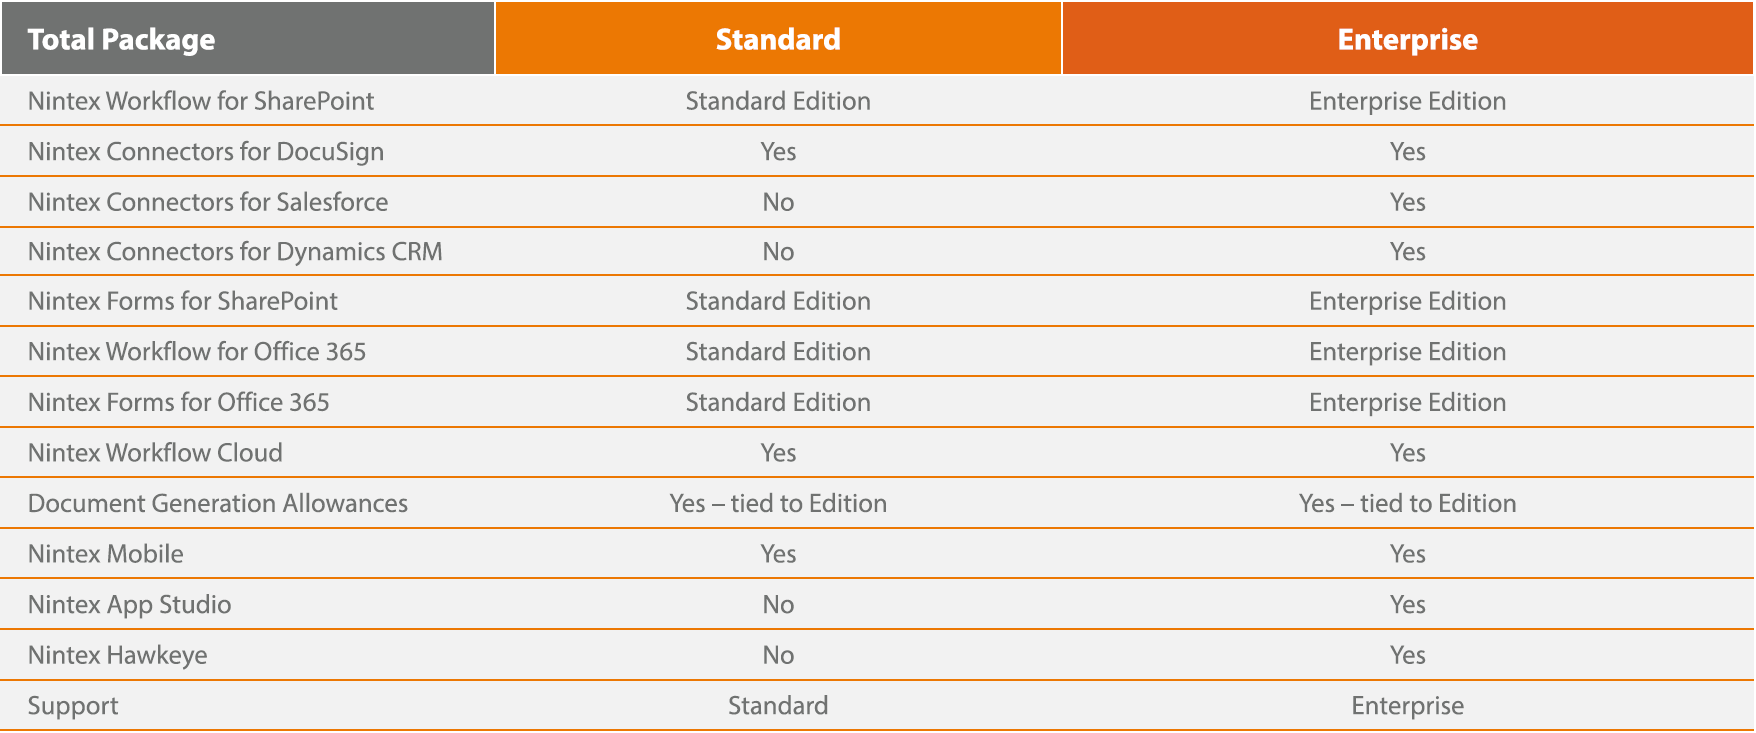 Total Package Standard Enterprise
Nintex Workflow for SharePoint Standard Edition Enterprise Edition
Nintex Connectors for DocuSign Yes Yes
Nintex Connectors for Salesforce No Yes
Nintex Connectors for Dynamics CRM No Yes
Nintex Forms for SharePoint Standard Edition Enterprise Edition
Nintex Workflow for Office 365 Standard Edition Enterprise Edition
Nintex Forms for Office 365 Standard Edition Enterprise Edition
Nintex Workflow Cloud Yes Yes
Document Generation Allowances Yes – tied to Edition Yes – tied to Edition
Nintex Mobile Yes Yes
Nintex App Studio No Yes
Nintex Hawkeye No Yes
Support Standard Enterprise